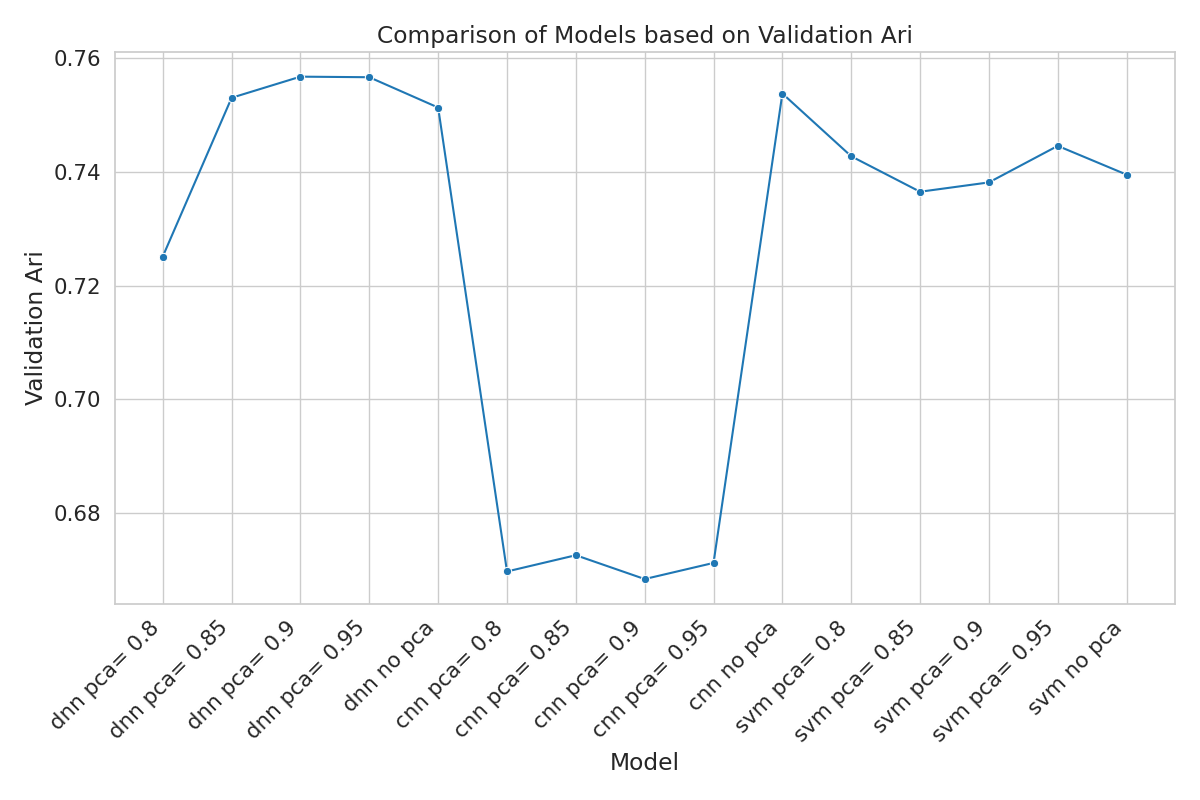 Comparison of Models based on Validation Ari
0.76
0.74
0.72
0.70
0.68
Validation Ari
dnn pca= 0.8
dnn pca= 0.85
dnn pca= 0.9
dnn pca= 0.95
dnn no pca
cnn pca= 0.8
cnn pca= 0.85
cnn pca= 0.9
cnn pca= 0.95
cnn no pca
svm pca= 0.8
svm pca= 0.85
svm pca= 0.9
svm pca= 0.95
svm no pca
Model